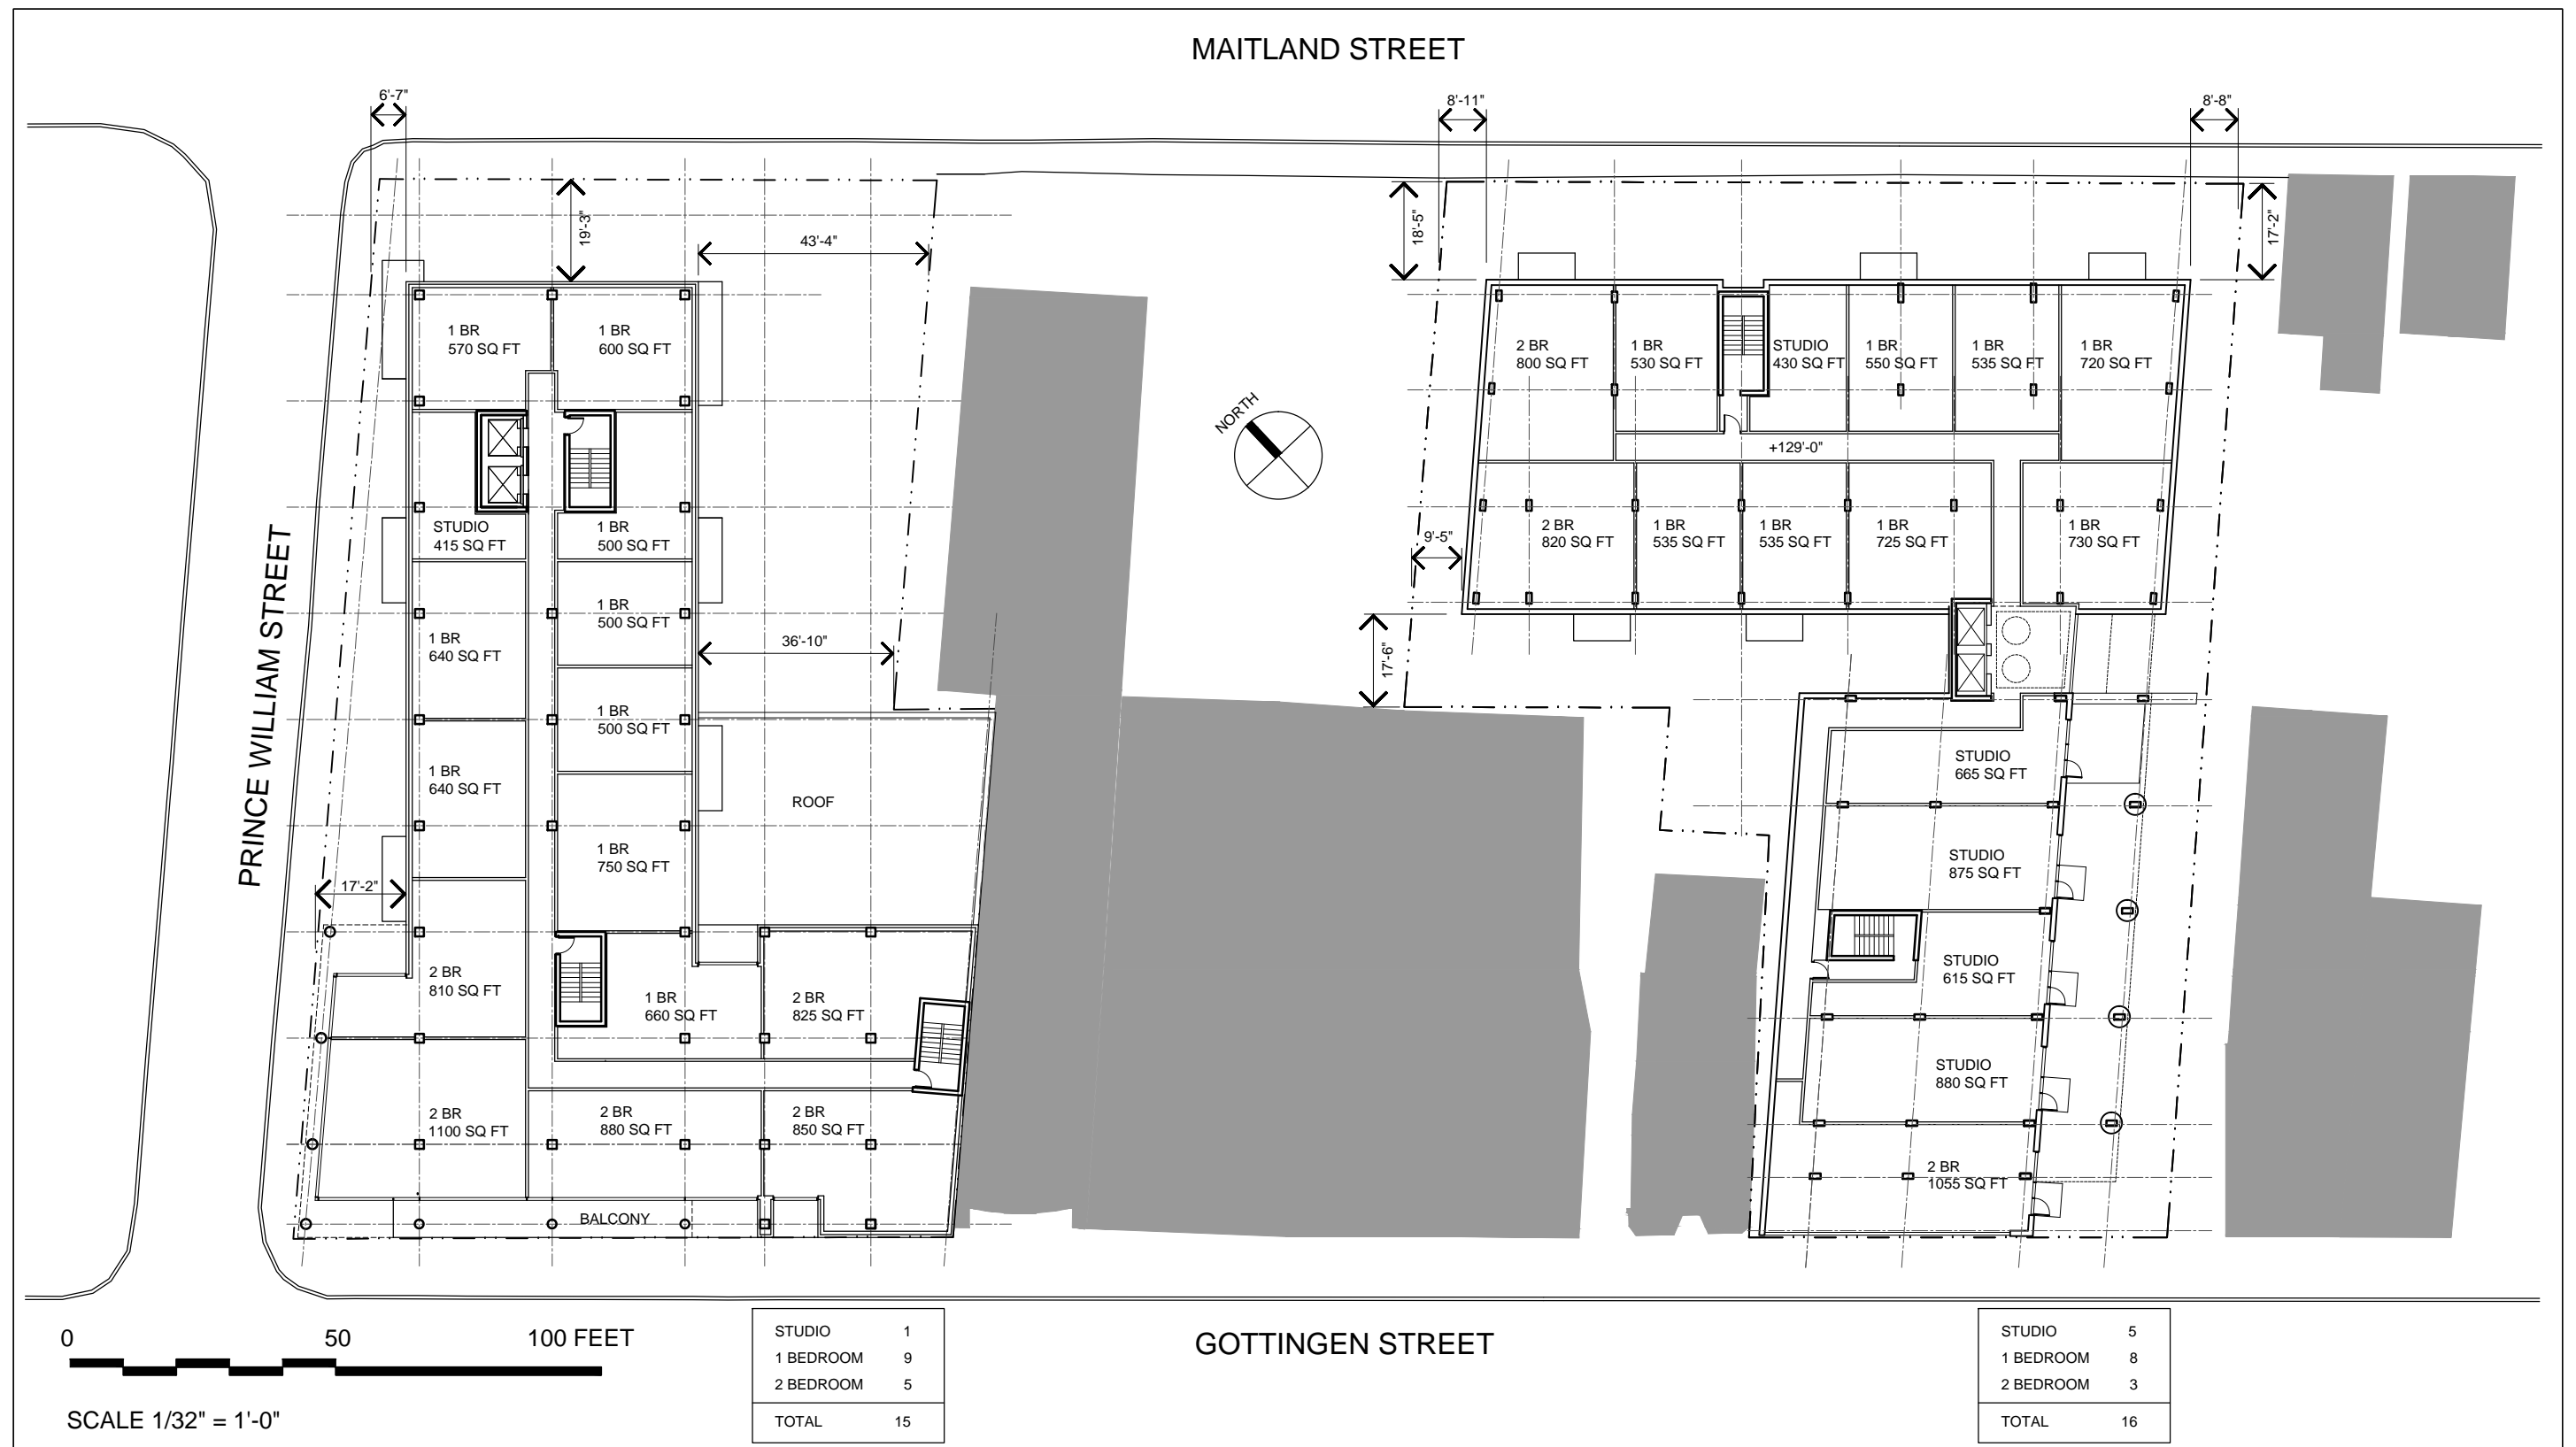 MAITLAND STREET
6'-7"
8'-11"
8'-8"
19'-3"
43'-4"
18'-5"
17'-2"
1 BR
570 SQ FT
1 BR
600 SQ FT
NORTH
2 BR
800 SQ FT
1 BR
530 SQ FT
STUDIO
430 SQ FT
1 BR
550 SQ FT
1 BR
535 SQ FT
1 BR
720 SQ FT
+129'-0"
STUDIO
415 SQ FT
1 BR
500 SQ FT
9'-5"
2 BR
820 SQ FT
1 BR
535 SQ FT
1 BR
535 SQ FT
1 BR
725 SQ FT
1 BR
730 SQ FT
PRINCE WILLIAM STREET
1 BR
500 SQ FT
1 BR
640 SQ FT
36'-10"
17'-6"
1 BR
500 SQ FT
1 BR
640 SQ FT
ROOF
STUDIO
665 SQ FT
1 BR
750 SQ FT
STUDIO
875 SQ FT
17'-2"
2 BR
810 SQ FT
1 BR
660 SQ FT
2 BR
825 SQ FT
STUDIO
615 SQ FT
STUDIO
880 SQ FT
2 BR
1100 SQ FT
2 BR
880 SQ FT
2 BR
850 SQ FT
2 BR
1055 SQ FT
BALCONY
0 50 100 FEET
SCALE 1/32" = 1'-0"
STUDIO 1
1 BEDROOM 9
2 BEDROOM 5
TOTAL 15
GOTTINGEN STREET
STUDIO 5
1 BEDROOM 8
2 BEDROOM 3
TOTAL 16